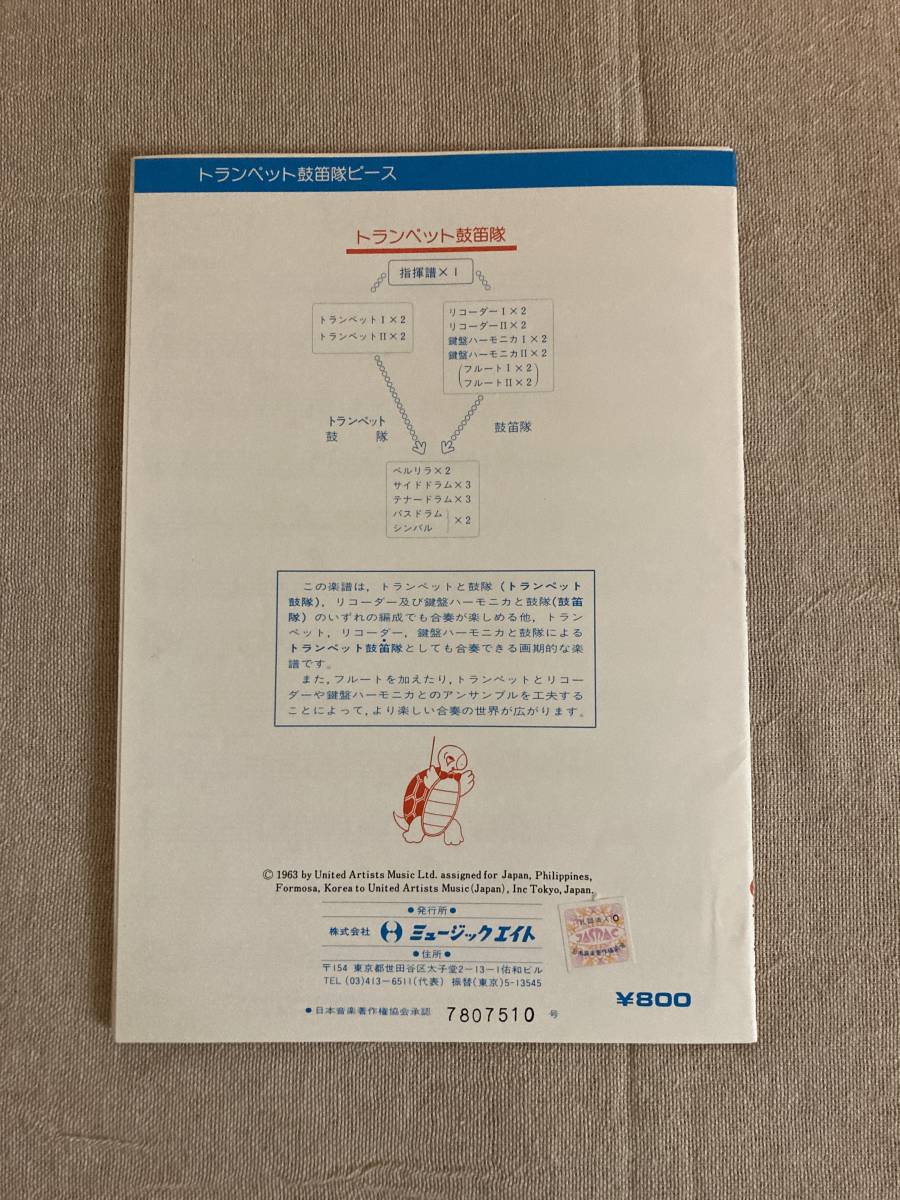 トランペット鼓笛隊ピース
トランペット鼓笛隊
指揮譜×1
トランペットⅠ×2
トランペットⅡ×2
リコーダーⅠ×2
リコーダーⅡ×2
鍵盤ハーモニカⅠ×2
鍵盤ハーモニカⅡ×2
(フルートⅠ×2
フルートⅡ×2)
トランペット
鼓 隊
鼓笛隊
ベルリラ×2
サイドドラム×3
テナードラム×3
バスドラム
シンバル
×2
この楽譜は，トランペットと鼓隊（トランペット
鼓隊），リコーダー及び鍵盤ハーモニカと鼓隊（鼓笛
隊）のいずれの編成でも合奏が楽しめる他，トラン
ペット，リコーダー，鍵盤ハーモニカと鼓隊による
トランペット鼓笛隊としても合奏できる画期的な楽
譜です。
また，フルートを加えたり，トランペットとリコー
ダーや鍵盤ハーモニカとのアンサンブルを工夫する
ことによって，より楽しい合奏の世界が広がります。
© 1963 by United Artists Music Ltd. assigned for Japan, Philippines,
Formosa, Korea to United Artists Music(Japan), Inc Tokyo, Japan.
●発行所●
株式会社 ミュージックエイト
●住所●
〒154 東京都世田谷区太子堂2−13−1佑和ビル
TEL (03)413−6511(代表) 振替(東京)5−13545
JASRAC
¥800
●日本音楽著作権協会承認 7807510 号